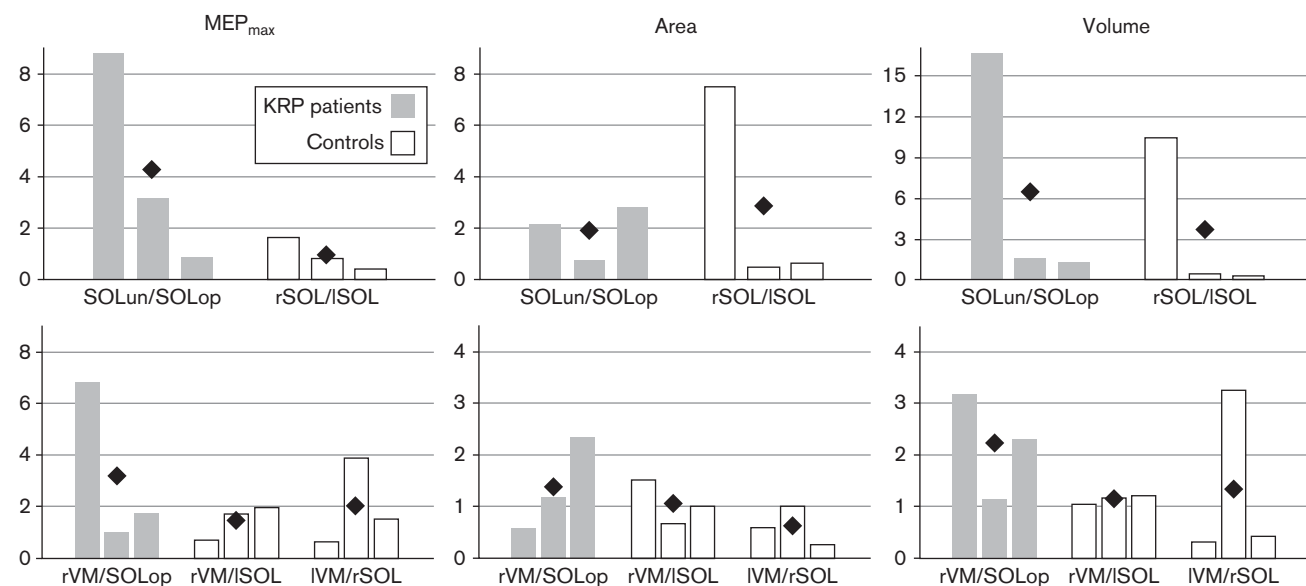 MEPmax
Area
Volume
8
6
4
2
0
KRP patients
Controls
SOLun/SOLop
rSOL/lSOL
8
6
4
2
0
SOLun/SOLop
rSOL/lSOL
15
12
9
6
3
0
SOLun/SOLop
rSOL/lSOL
8
6
4
2
0
rVM/SOLop
rVM/lSOL
lVM/rSOL
4
3
2
1
0
rVM/SOLop
rVM/lSOL
lVM/rSOL
4
3
2
1
0
rVM/SOLop
rVM/lSOL
lVM/rSOL